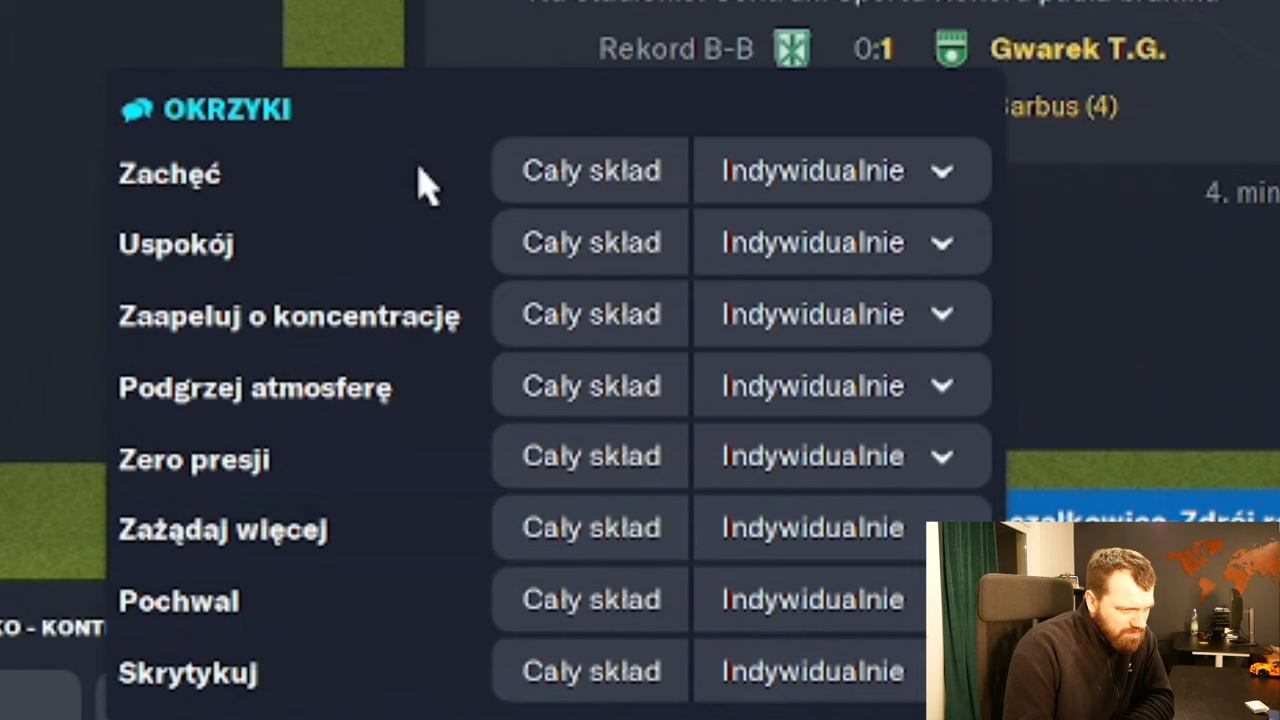 Rekord B-B 0:1 Gwarek T.G.
OKRZYKI
arbus (4)
Zachęć Cały skład Indywidualnie
4. min
Uspokój Cały skład Indywidualnie
Zaapeluj o koncentrację Cały skład Indywidualnie
Podgrzej atmosferę Cały skład Indywidualnie
Zero presji Cały skład Indywidualnie
Zażądaj więcej Cały skład Indywidualnie
Pochwal Cały skład Indywidualnie
KO - KONT
Skrytykuj Cały skład Indywidualnie